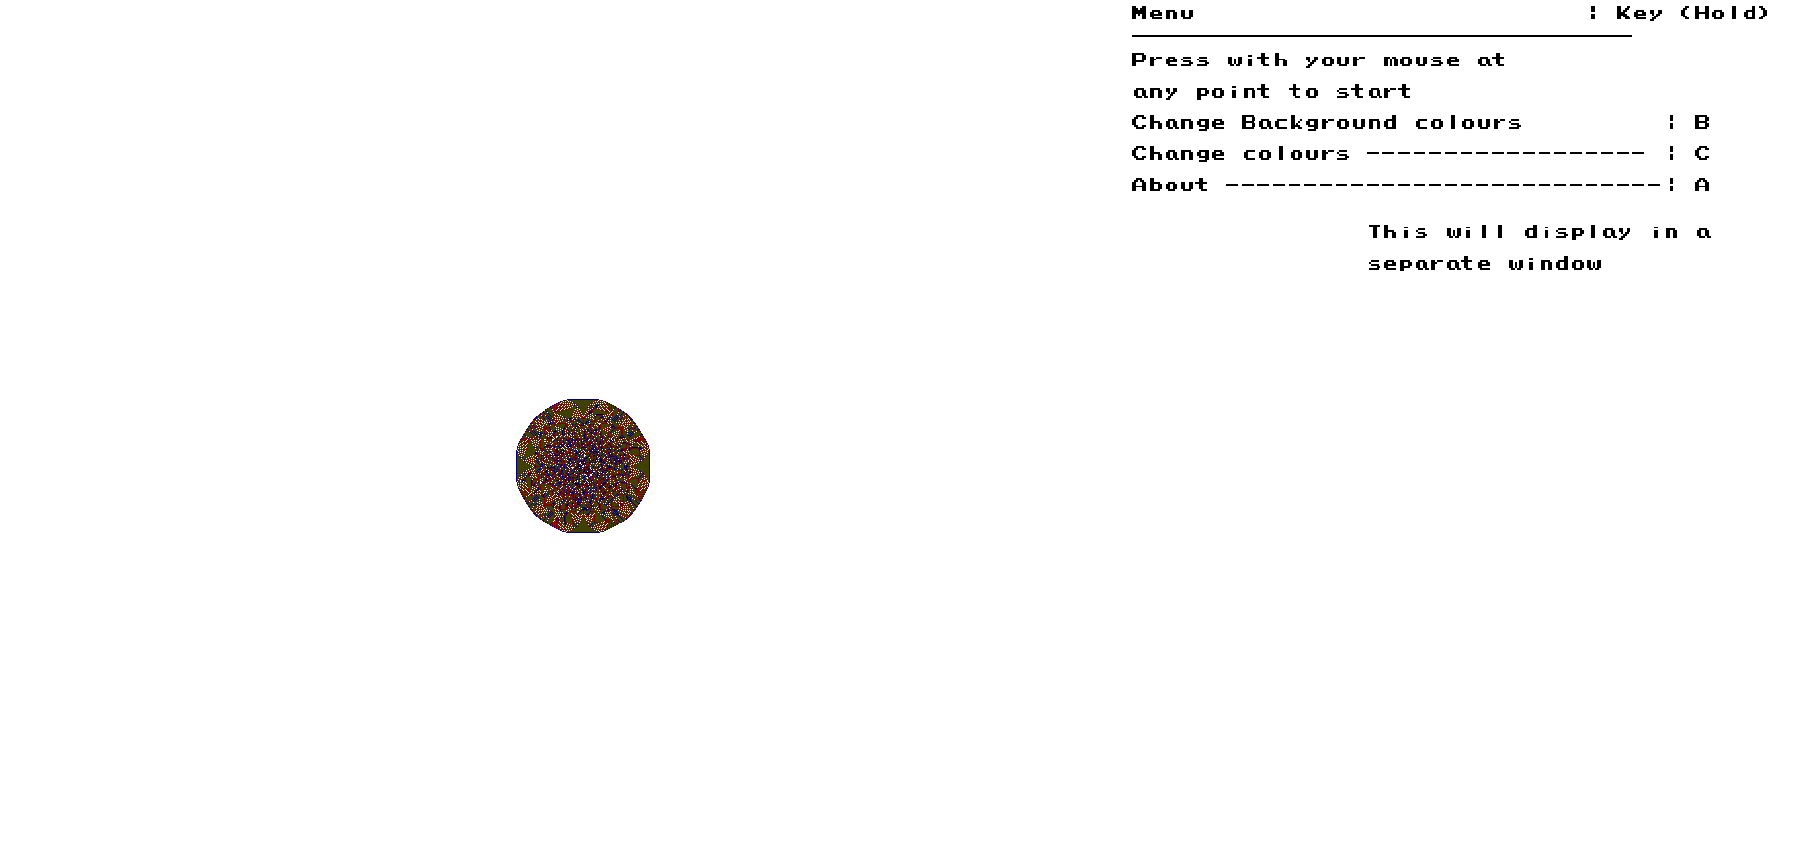 Menu ¦ Key (Hold)
Press with your mouse at
any point to start
Change Background colours ¦ B
Change colours ------------------ ¦ C
About ----------------------------¦ A
This will display in a
separate window